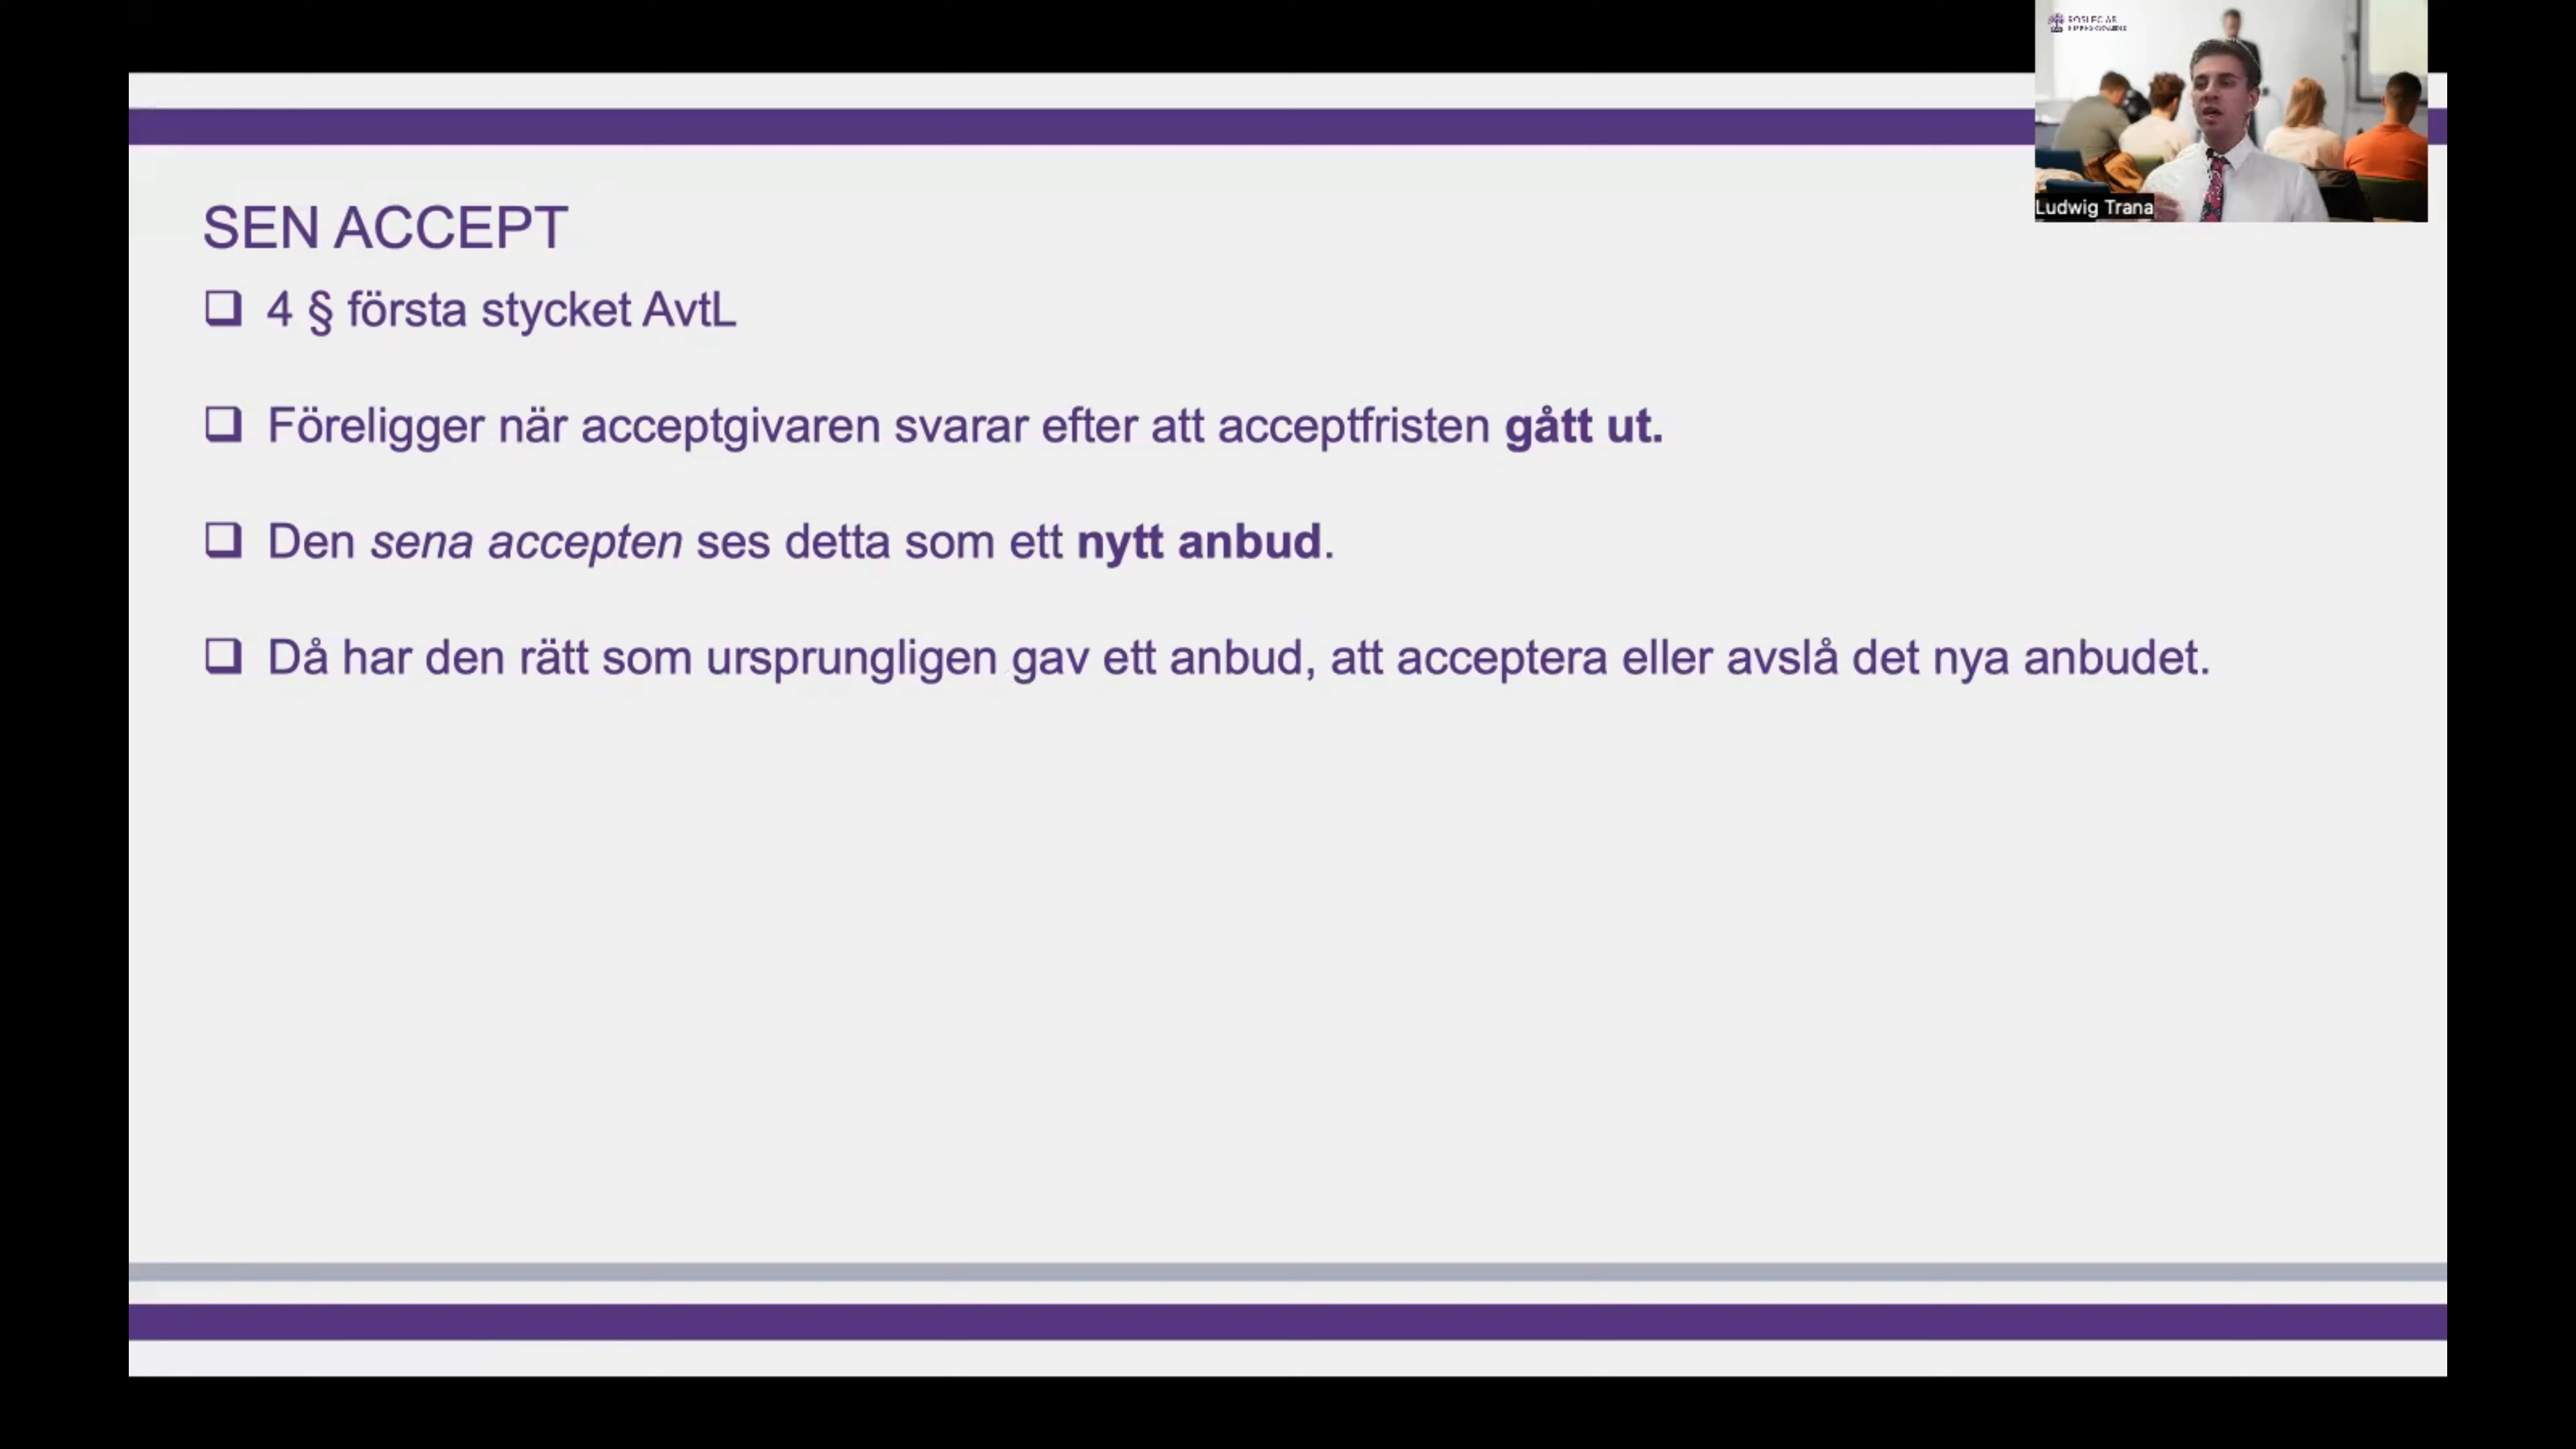 SEN ACCEPT
4 § första stycket AvtL
Föreligger när acceptgivaren svarar efter att acceptfristen gått ut.
Den sena accepten ses detta som ett nytt anbud.
Då har den rätt som ursprungligen gav ett anbud, att acceptera eller avslå det nya anbudet.
Ludwig Trana